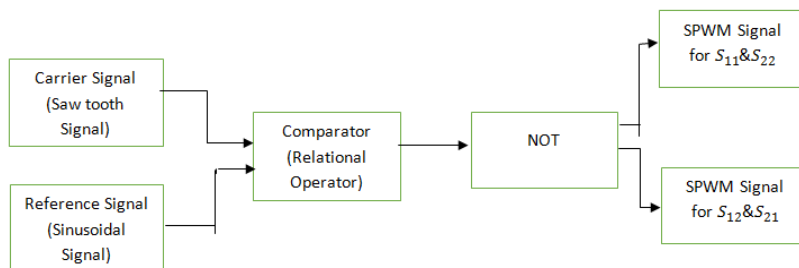 Carrier Signal
(Saw tooth
Signal)
Reference Signal
(Sinusoidal
Signal)
Comparator
(Relational
Operator)
NOT
SPWM Signal
for S₁₁&S₂₂
SPWM Signal
for S₁₂&S₂₁